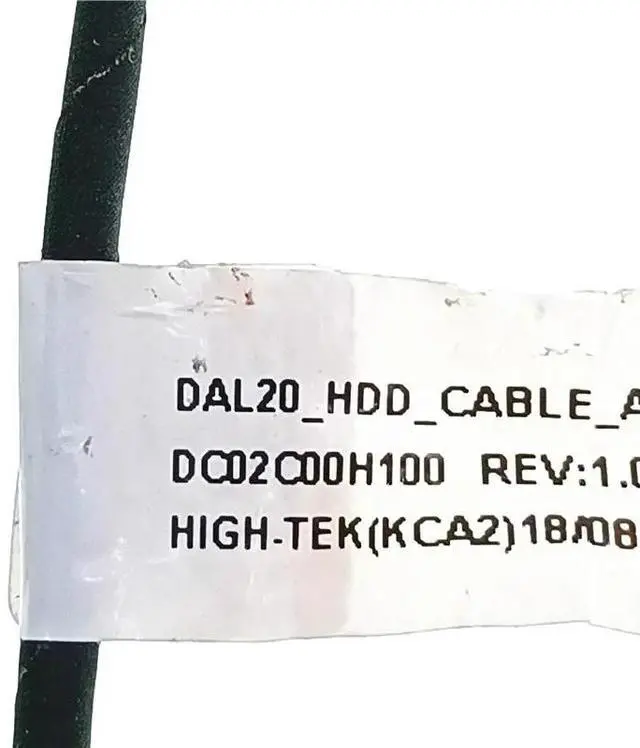 DAL20_HDD_CABLE_A
DC02C00H100 REV:1.0
HIGH-TEK(KCA2)18/08